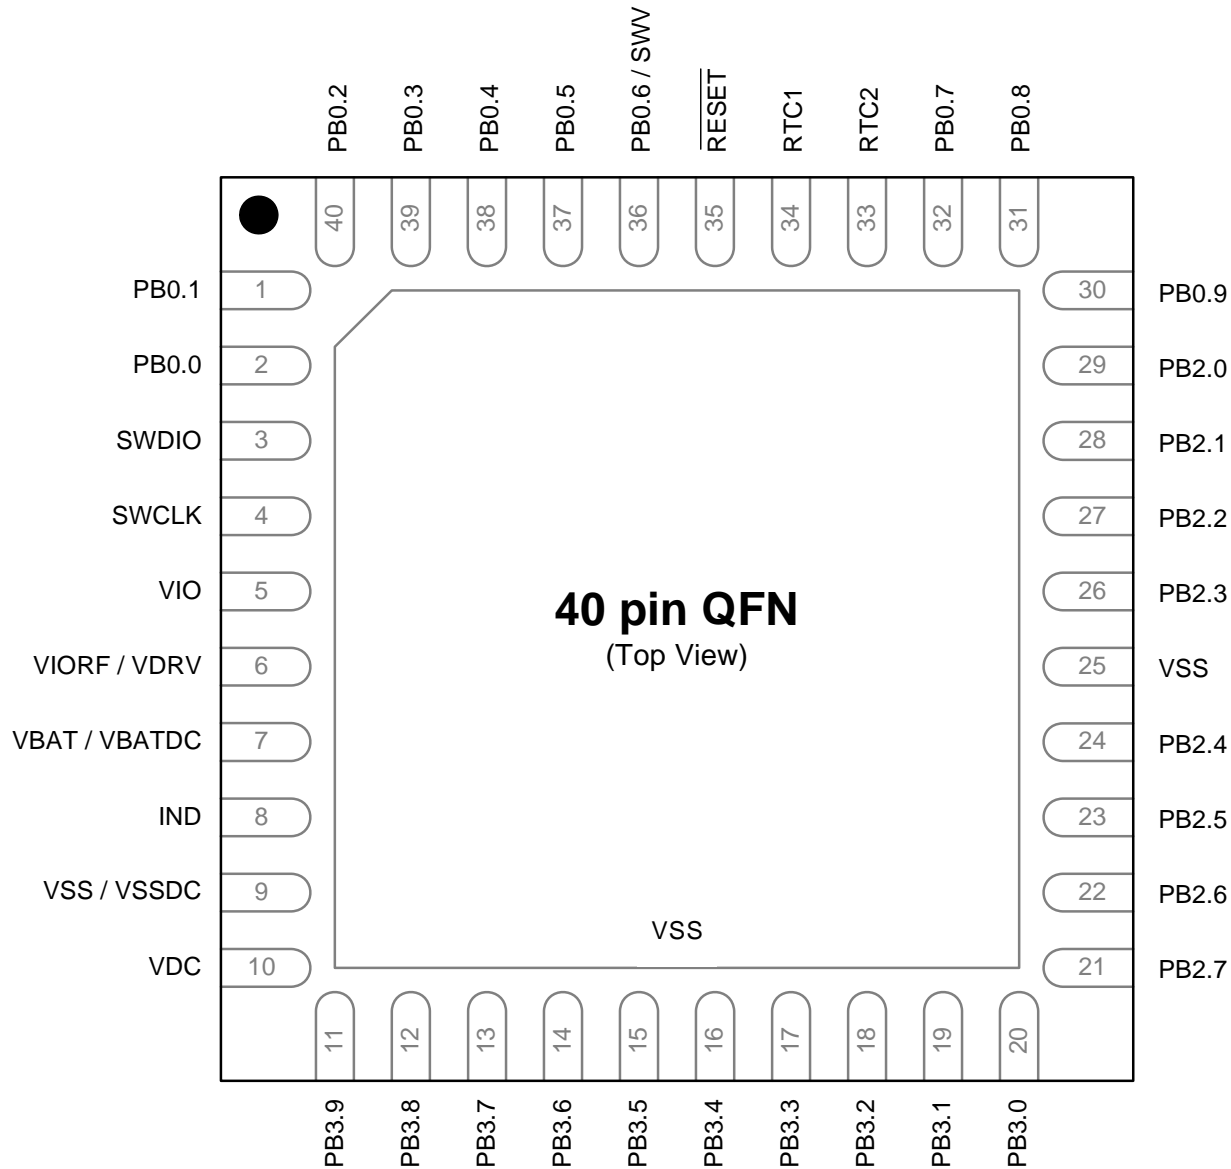 PB0.2
PB0.3
PB0.4
PB0.5
PB0.6 / SWV
RESET
RTC1
RTC2
PB0.7
PB0.8
40
39
38
37
36
35
34
33
32
31
PB0.1 1
PB0.0 2
SWDIO 3
SWCLK 4
VIO 5
VIORF / VDRV 6
VBAT / VBATDC 7
IND 8
VSS / VSSDC 9
VDC 10
40 pin QFN
(Top View)
VSS
30 PB0.9
29 PB2.0
28 PB2.1
27 PB2.2
26 PB2.3
25 VSS
24 PB2.4
23 PB2.5
22 PB2.6
21 PB2.7
11
12
13
14
15
16
17
18
19
20
PB3.9
PB3.8
PB3.7
PB3.6
PB3.5
PB3.4
PB3.3
PB3.2
PB3.1
PB3.0